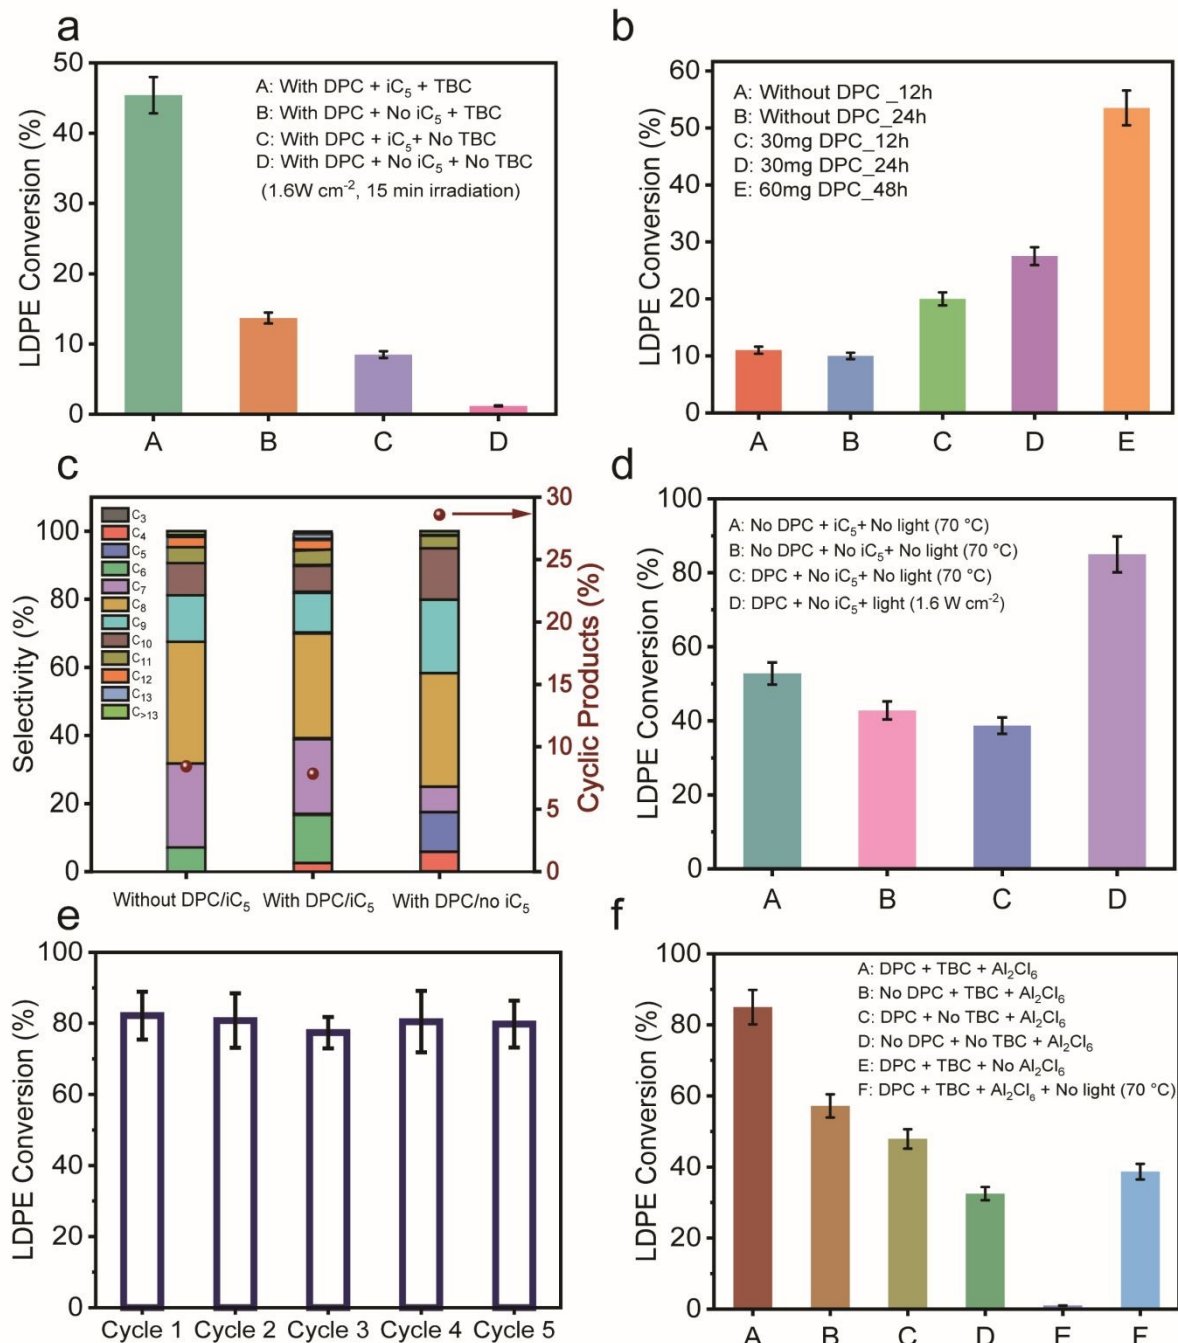 a
LDPE Conversion (%)
50
40
30
20
10
0
A: With DPC + iC₅ + TBC
B: With DPC + No iC₅ + TBC
C: With DPC + iC₅+ No TBC
D: With DPC + No iC₅ + No TBC
(1.6W cm⁻², 15 min irradiation)
A B C D
b
LDPE Conversion (%)
60
50
40
30
20
10
0
A: Without DPC _12h
B: Without DPC_24h
C: 30mg DPC_12h
D: 30mg DPC_24h
E: 60mg DPC_48h
A B C D E
c
Selectivity (%)
100
80
60
40
20
0
C₃
C₄
C₅
C₆
C₇
C₈
C₉
C₁₀
C₁₁
C₁₂
C₁₃
C>₁₃
30
25
20
15
10
5
0
Cyclic Products (%)
Without DPC/iC₅ With DPC/iC₅ With DPC/no iC₅
d
LDPE Conversion (%)
100
80
60
40
20
0
A: No DPC + iC₅+ No light (70 °C)
B: No DPC + No iC₅+ No light (70 °C)
C: DPC + No iC₅+ No light (70 °C)
D: DPC + No iC₅+ light (1.6 W cm⁻²)
A B C D
e
LDPE Conversion (%)
100
80
60
40
20
0
Cycle 1 Cycle 2 Cycle 3 Cycle 4 Cycle 5
f
LDPE Conversion (%)
100
80
60
40
20
0
A: DPC + TBC + Al₂Cl₆
B: No DPC + TBC + Al₂Cl₆
C: DPC + No TBC + Al₂Cl₆
D: No DPC + No TBC + Al₂Cl₆
E: DPC + TBC + No Al₂Cl₆
F: DPC + TBC + Al₂Cl₆ + No light (70 °C)
A B C D E F